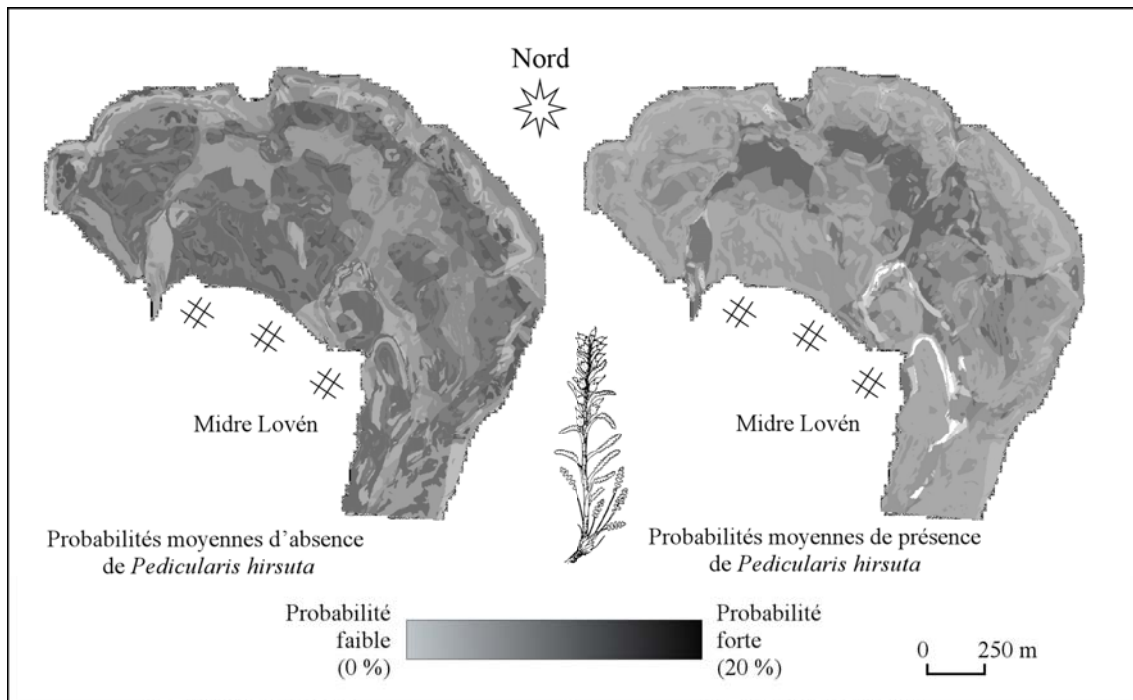 Nord
Midre Lovén
Midre Lovén
Probabilités moyennes d'absence
de Pedicularis hirsuta
Probabilités moyennes de présence
de Pedicularis hirsuta
Probabilité
faible
(0 %)
Probabilité
forte
(20 %)
0 250 m